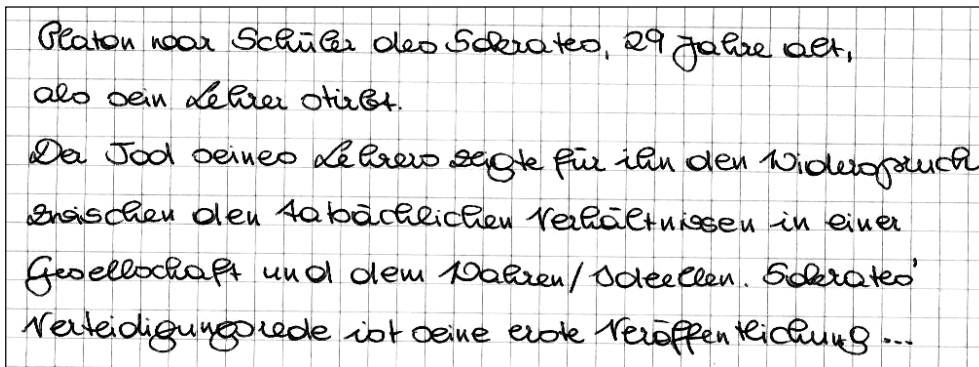 Platon war Schüler des Sokrates, 29 Jahre alt,
als sein Lehrer stirbt.
Der Tod seines Lehrers zeigte für ihn den Widerspruch
zwischen den tatsächlichen Verhältnissen in einer
Gesellschaft und dem Wahren/Ideellen. Sokrates'
Verteidigungsrede ist seine erste Veröffentlichung...